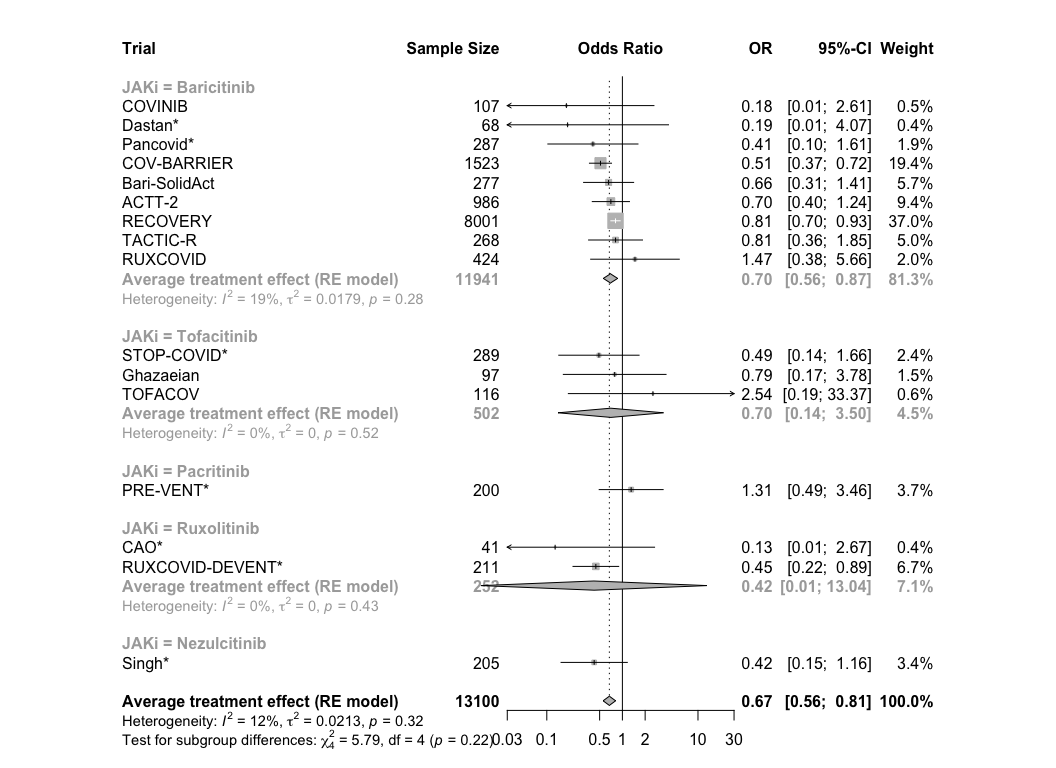 Trial Sample Size Odds Ratio OR 95%-CI Weight
JAKi = Baricitinib
COVINIB 107 0.18 [0.01; 2.61] 0.5%
Dastan* 68 0.19 [0.01; 4.07] 0.4%
Pancovid* 287 0.41 [0.10; 1.61] 1.9%
COV-BARRIER 1523 0.51 [0.37; 0.72] 19.4%
Bari-SolidAct 277 0.66 [0.31; 1.41] 5.7%
ACTT-2 986 0.70 [0.40; 1.24] 9.4%
RECOVERY 8001 0.81 [0.70; 0.93] 37.0%
TACTIC-R 268 0.81 [0.36; 1.85] 5.0%
RUXCOVID 424 1.47 [0.38; 5.66] 2.0%
Average treatment effect (RE model) 11941 0.70 [0.56; 0.87] 81.3%
Heterogeneity: I² = 19%, τ² = 0.0179, p = 0.28
JAKi = Tofacitinib
STOP-COVID* 289 0.49 [0.14; 1.66] 2.4%
Ghazaeian 97 0.79 [0.17; 3.78] 1.5%
TOFACOV 116 2.54 [0.19; 33.37] 0.6%
Average treatment effect (RE model) 502 0.70 [0.14; 3.50] 4.5%
Heterogeneity: I² = 0%, τ² = 0, p = 0.52
JAKi = Pacritinib
PRE-VENT* 200 1.31 [0.49; 3.46] 3.7%
JAKi = Ruxolitinib
CAO* 41 0.13 [0.01; 2.67] 0.4%
RUXCOVID-DEVENT* 211 0.45 [0.22; 0.89] 6.7%
Average treatment effect (RE model) 252 0.42 [0.01; 13.04] 7.1%
Heterogeneity: I² = 0%, τ² = 0, p = 0.43
JAKi = Nezulcitinib
Singh* 205 0.42 [0.15; 1.16] 3.4%
Average treatment effect (RE model) 13100 0.67 [0.56; 0.81] 100.0%
Heterogeneity: I² = 12%, τ² = 0.0213, p = 0.32
Test for subgroup differences: χ²₄ = 5.79, df = 4 (p = 0.22) 0.03 0.1 0.5 1 2 10 30